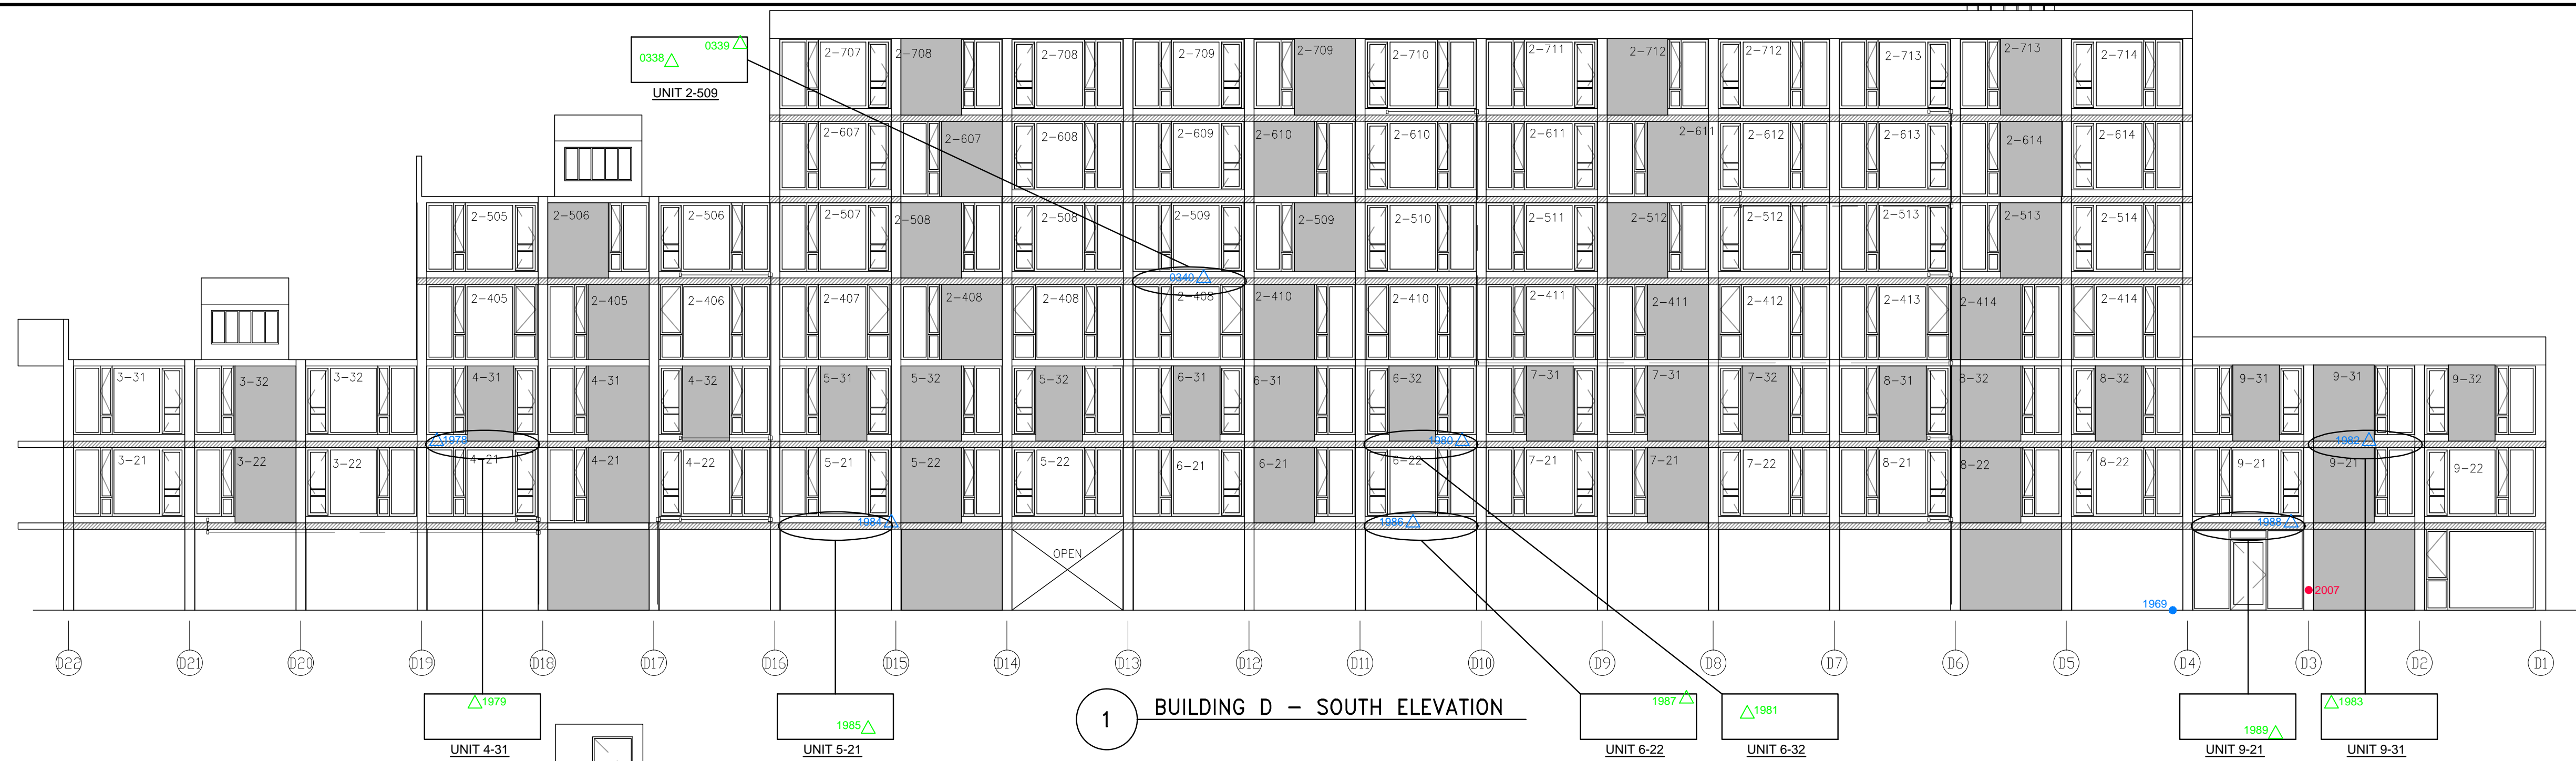 0339
0338
UNIT 2-509
2-707 2-708 2-708 2-709 2-709 2-710 2-711 2-712 2-712 2-713 2-713 2-714
2-607 2-607 2-608 2-609 2-610 2-610 2-611 2-611 2-612 2-613 2-614 2-614
2-505 2-506 2-506 2-507 2-508 2-508 2-509 2-509 2-510 2-511 2-512 2-512 2-513 2-513 2-514
0340
2-405 2-405 2-406 2-407 2-408 2-408 2-408 2-410 2-410 2-411 2-411 2-412 2-413 2-414 2-414
3-31 3-32 3-32 4-31 4-31 4-32 5-31 5-32 5-32 6-31 6-31 6-32 7-31 7-31 7-32 8-31 8-32 8-32 9-31 9-31 9-32
1978 1980 1982
3-21 3-22 3-22 4-21 4-21 4-22 5-21 5-22 5-22 6-21 6-21 6-22 7-21 7-21 7-22 8-21 8-22 8-22 9-21 9-21 9-22
1984 1986 1988
OPEN
2007
1969
D22 D21 D20 D19 D18 D17 D16 D15 D14 D13 D12 D11 D10 D9 D8 D7 D6 D5 D4 D3 D2 D1
1979
UNIT 4-31
1985
UNIT 5-21
1 BUILDING D – SOUTH ELEVATION
1987
UNIT 6-22
1981
UNIT 6-32
1989
UNIT 9-21
1983
UNIT 9-31